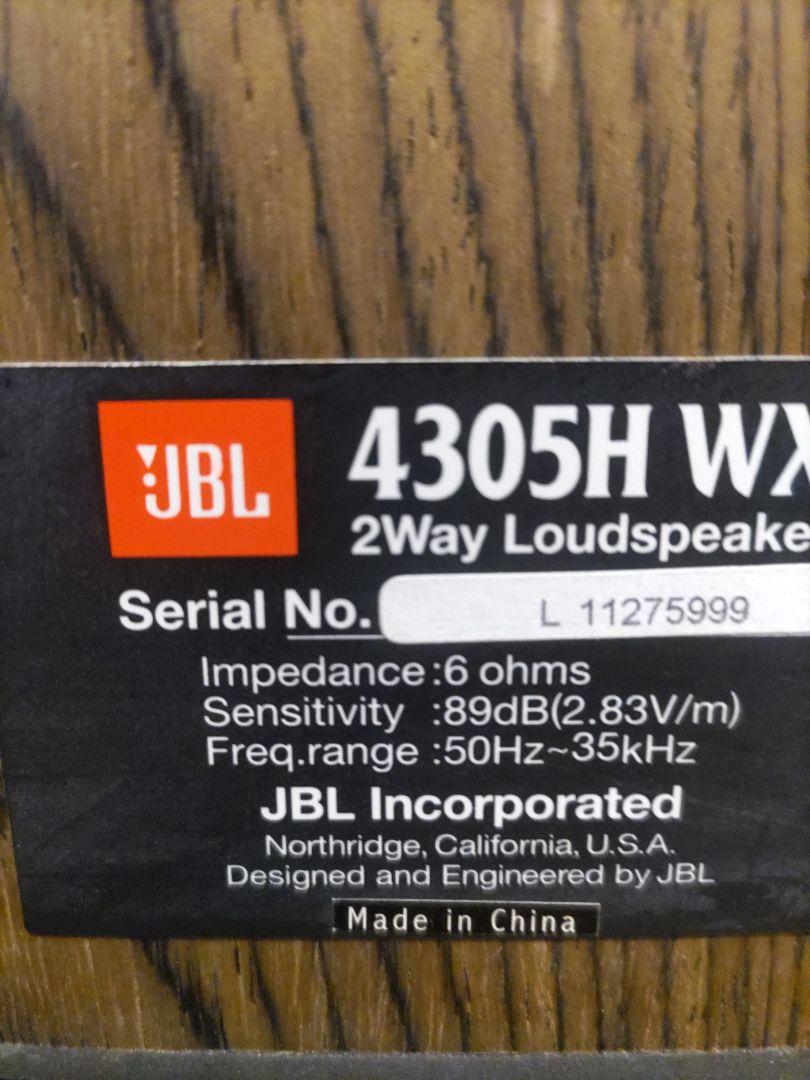 JBL
4305H WX
2Way Loudspeake
Serial No. L 11275999
Impedance :6 ohms
Sensitivity :89dB(2.83V/m)
Freq.range :50Hz~35kHz
JBL Incorporated
Northridge, California, U.S.A.
Designed and Engineered by JBL
Made in China